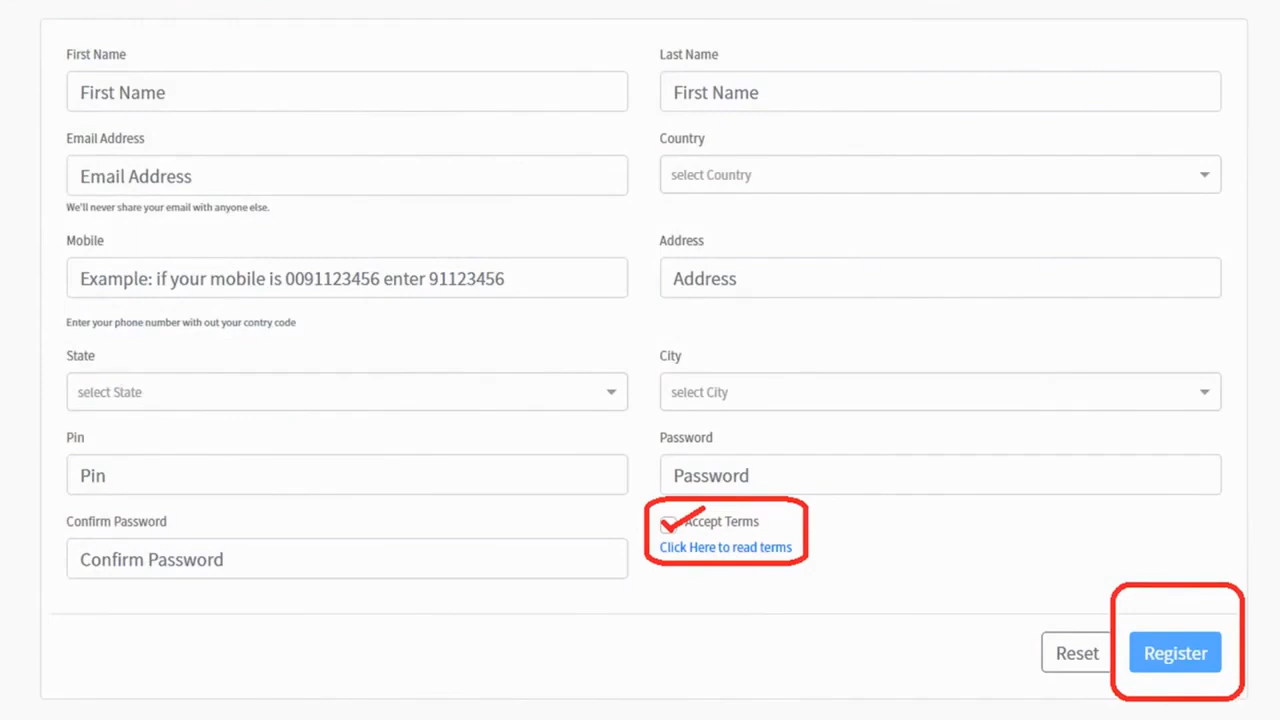 First Name
Last Name
First Name
First Name
Email Address
Country
Email Address
select Country
We'll never share your email with anyone else.
Mobile
Address
Example: if your mobile is 0091123456 enter 91123456
Address
Enter your phone number with out your contry code
State
City
select State
select City
Pin
Password
Pin
Password
Confirm Password
Accept Terms
Click Here to read terms
Confirm Password
Reset
Register